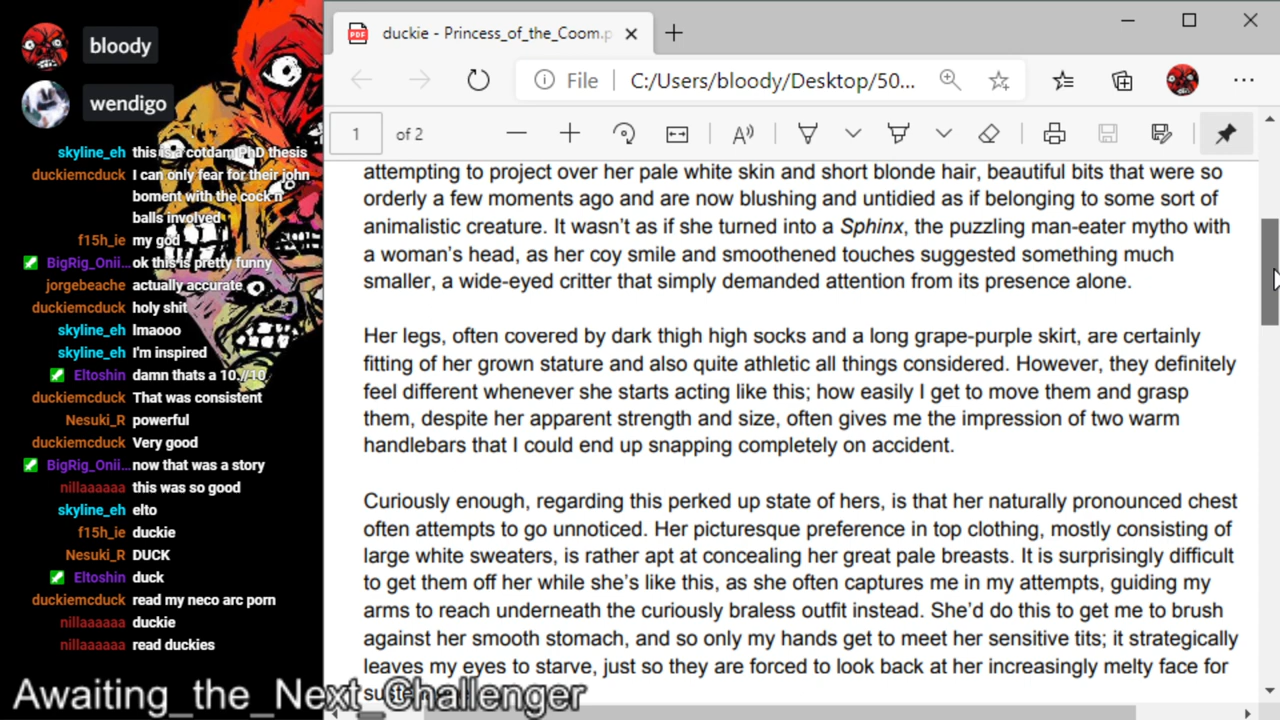 bloody
wendigo
skyline_eh this is a cotdam PhD thesis
duckiemcduck I can only fear for their john
boment with the cock n
balls involved
f15h_ie my god
BigRig_Onii... ok this is pretty funny
jorgebeache actually accurate
duckiemcduck holy shit
skyline_eh lmaooo
skyline_eh I'm inspired
Eltoshin damn thats a 10.//10
duckiemcduck That was consistent
Nesuki_R powerful
duckiemcduck Very good
BigRig_Onii... now that was a story
nillaaaaaa this was so good
skyline_eh elto
f15h_ie duckie
Nesuki_R DUCK
Eltoshin duck
duckiemcduck read my neco arc porn
nillaaaaaa duckie
nillaaaaaa read duckies
Awaiting_the_Next_Challenger
PDF duckie - Princess_of_the_Coom.p
File C:/Users/bloody/Desktop/50...
1 of 2
attempting to project over her pale white skin and short blonde hair, beautiful bits that were so
orderly a few moments ago and are now blushing and untidied as if belonging to some sort of
animalistic creature. It wasn't as if she turned into a Sphinx, the puzzling man-eater mytho with
a woman's head, as her coy smile and smoothened touches suggested something much
smaller, a wide-eyed critter that simply demanded attention from its presence alone.
Her legs, often covered by dark thigh high socks and a long grape-purple skirt, are certainly
fitting of her grown stature and also quite athletic all things considered. However, they definitely
feel different whenever she starts acting like this; how easily I get to move them and grasp
them, despite her apparent strength and size, often gives me the impression of two warm
handlebars that I could end up snapping completely on accident.
Curiously enough, regarding this perked up state of hers, is that her naturally pronounced chest
often attempts to go unnoticed. Her picturesque preference in top clothing, mostly consisting of
large white sweaters, is rather apt at concealing her great pale breasts. It is surprisingly difficult
to get them off her while she's like this, as she often captures me in my attempts, guiding my
arms to reach underneath the curiously braless outfit instead. She'd do this to get me to brush
against her smooth stomach, and so only my hands get to meet her sensitive tits; it strategically
leaves my eyes to starve, just so they are forced to look back at her increasingly melty face for